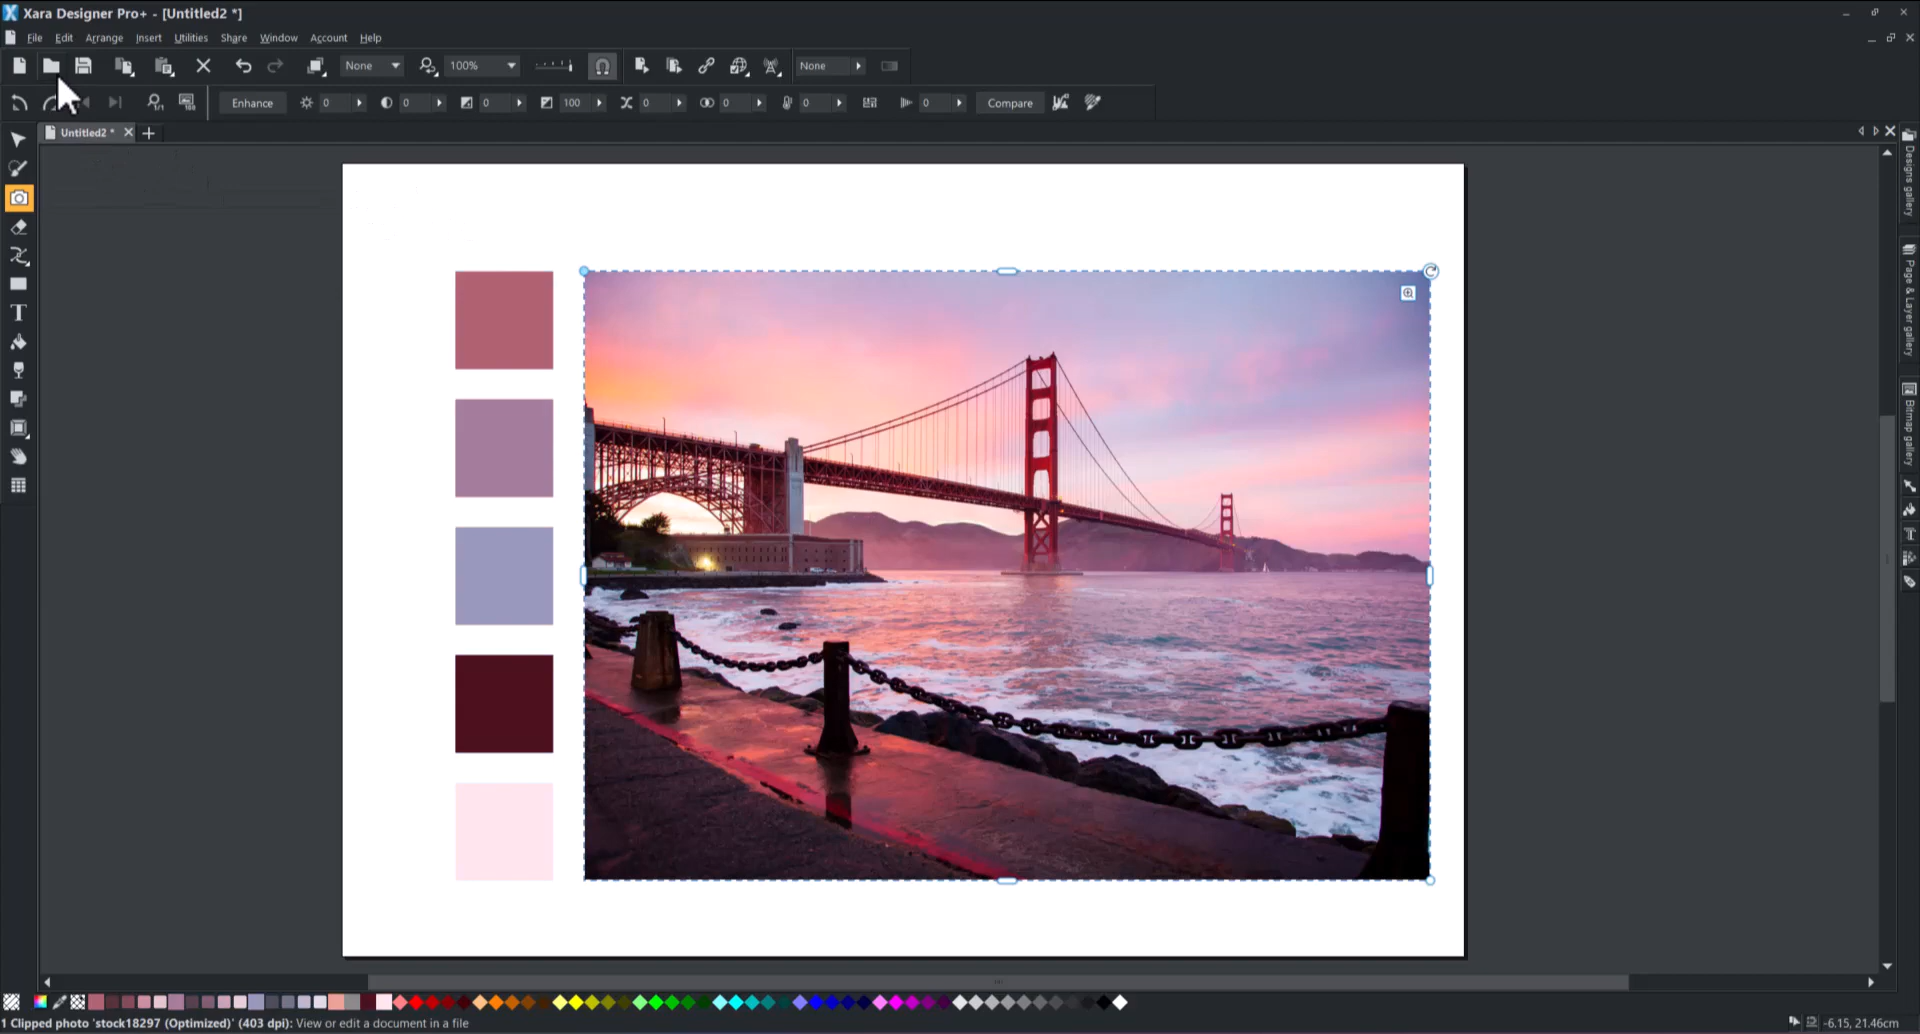 Xara Designer Pro+ - [Untitled2 *]
File Edit Arrange Insert Utilities Share Window Account Help
None 100% None
Enhance 0 0 0 100 0 0 0 0 Compare
Untitled2 *
Designs gallery
Page & Layer gallery
Bitmap gallery
1 Clipped photo 'stock18297 (Optimized)' (403 dpi): View or edit a document in a file
-6.15, 21.46cm